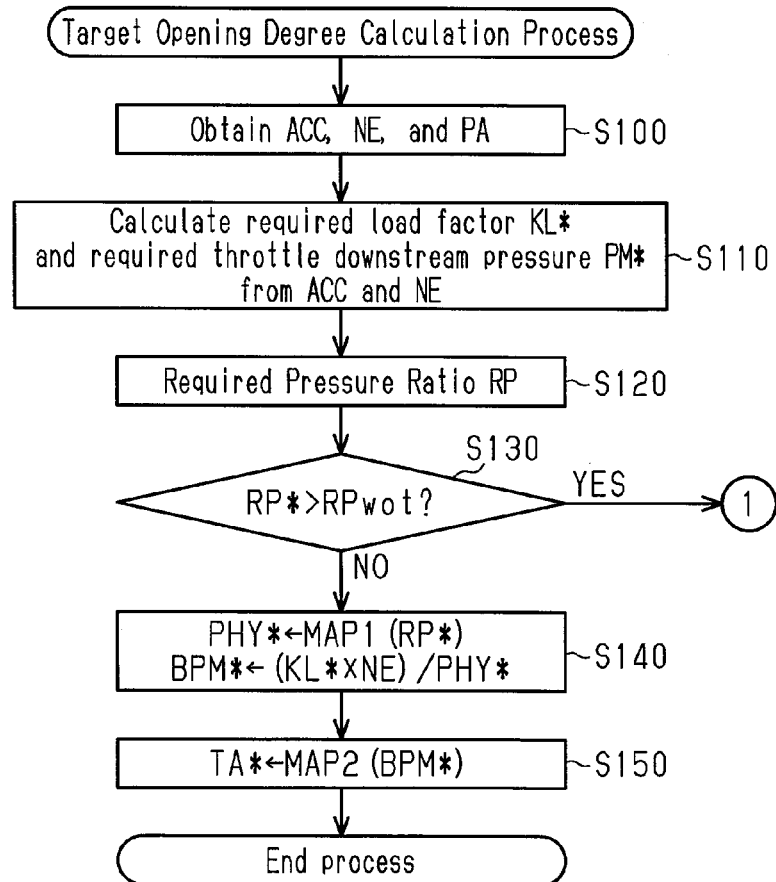 Target Opening Degree Calculation Process
Obtain ACC, NE, and PA
S100
Calculate required load factor KL*
and required throttle downstream pressure PM*
from ACC and NE
S110
Required Pressure Ratio RP
S120
S130
RP*>RPwot?
YES
1
NO
PHY*←MAP1 (RP*)
BPM*←(KL*XNE)/PHY*
S140
TA*←MAP2 (BPM*)
S150
End process